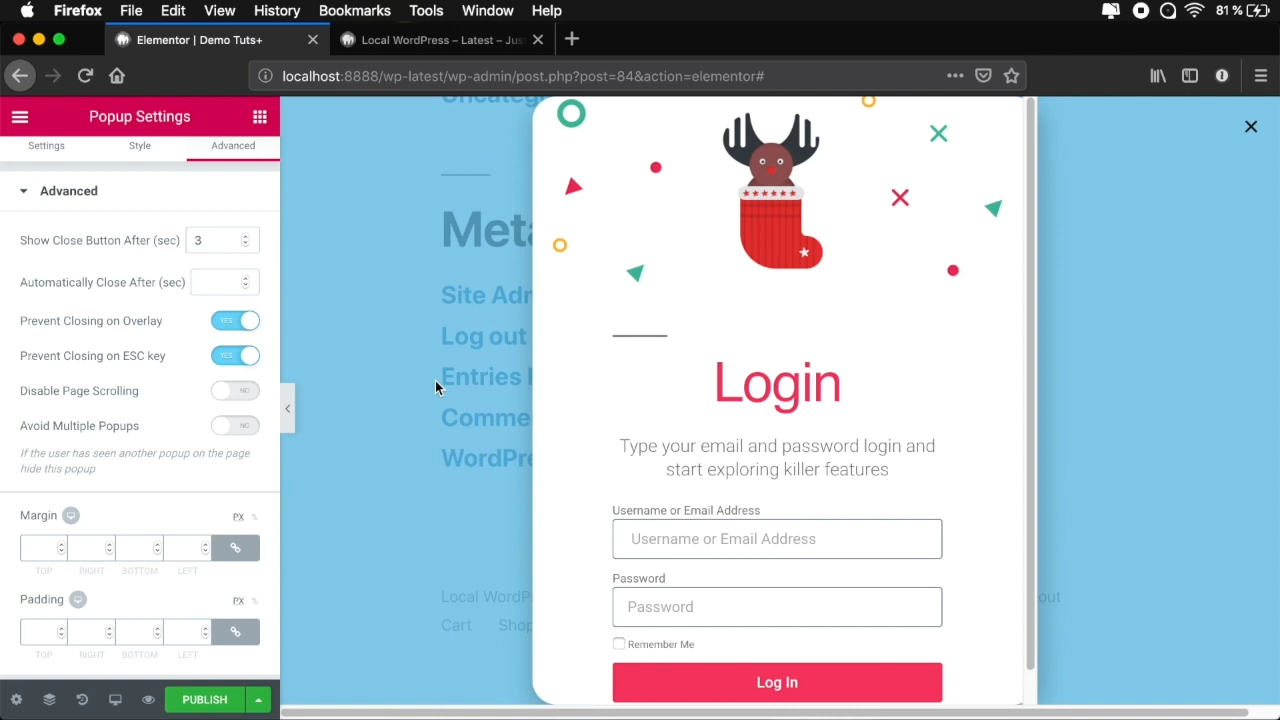 Firefox File Edit View History Bookmarks Tools Window Help 81 %
Elementor | Demo Tuts+
Local WordPress – Latest – Jus
localhost:8888/wp-latest/wp-admin/post.php?post=84&action=elementor#
Popup Settings
Settings Style Advanced
Advanced
Show Close Button After (sec) 3
Automatically Close After (sec)
Prevent Closing on Overlay YES
Prevent Closing on ESC key YES
Disable Page Scrolling NO
Avoid Multiple Popups NO
If the user has seen another popup on the page
hide this popup
Margin PX %
TOP RIGHT BOTTOM LEFT
Padding PX %
TOP RIGHT BOTTOM LEFT
PUBLISH
Site Adm
Log out
Login
Type your email and password login and
start exploring killer features
Username or Email Address
Username or Email Address
Password
Password
Remember Me
Log In
Local WordP
out
Cart Shop